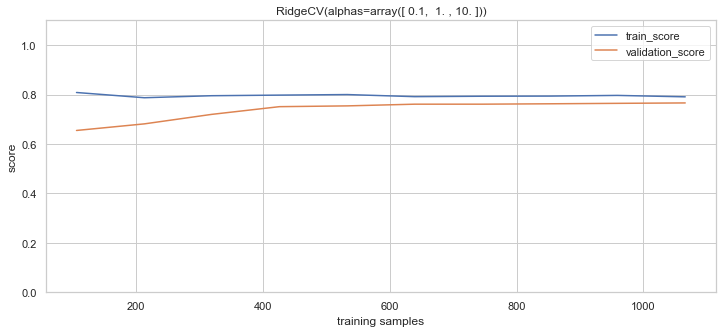 RidgeCV(alphas=array([ 0.1,  1. , 10. ]))
train_score
validation_score
1.0
0.8
0.6
0.4
0.2
0.0
score
200
400
600
800
1000
training samples